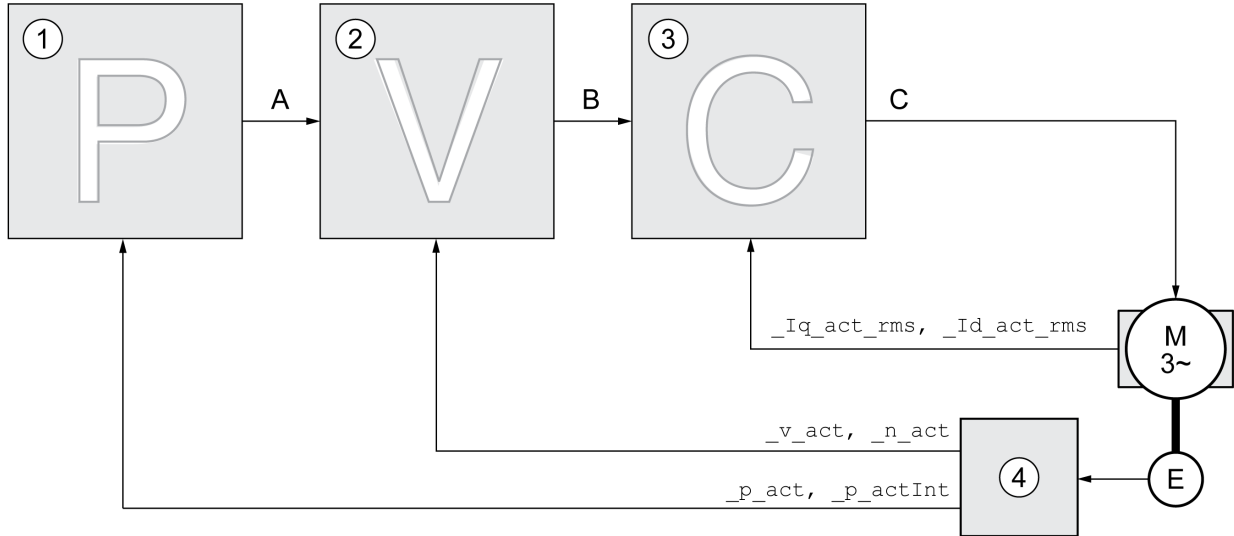 1
P
A
2
V
B
3
C
C
_Iq_act_rms, _Id_act_rms
M
3~
_v_act, _n_act
4
E
_p_act, _p_actInt